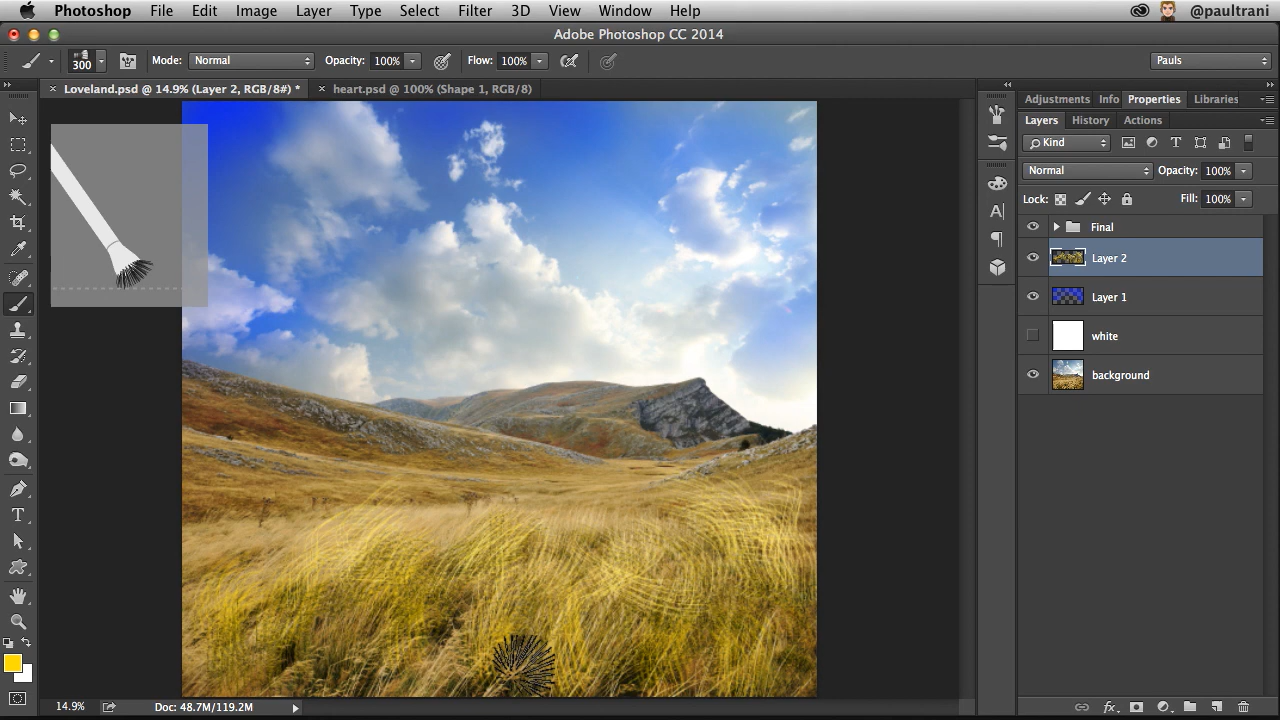 Photoshop File Edit Image Layer Type Select Filter 3D View Window Help @paultrani
Adobe Photoshop CC 2014
300 Mode: Normal Opacity: 100% Flow: 100% Pauls
× Loveland.psd @ 14.9% (Layer 2, RGB/8#) * × heart.psd @ 100% (Shape 1, RGB/8)
Adjustments Info Properties Libraries
Layers History Actions
Kind
Normal Opacity: 100%
Lock: Fill: 100%
Final
Layer 2
Layer 1
white
background
14.9% Doc: 48.7M/119.2M